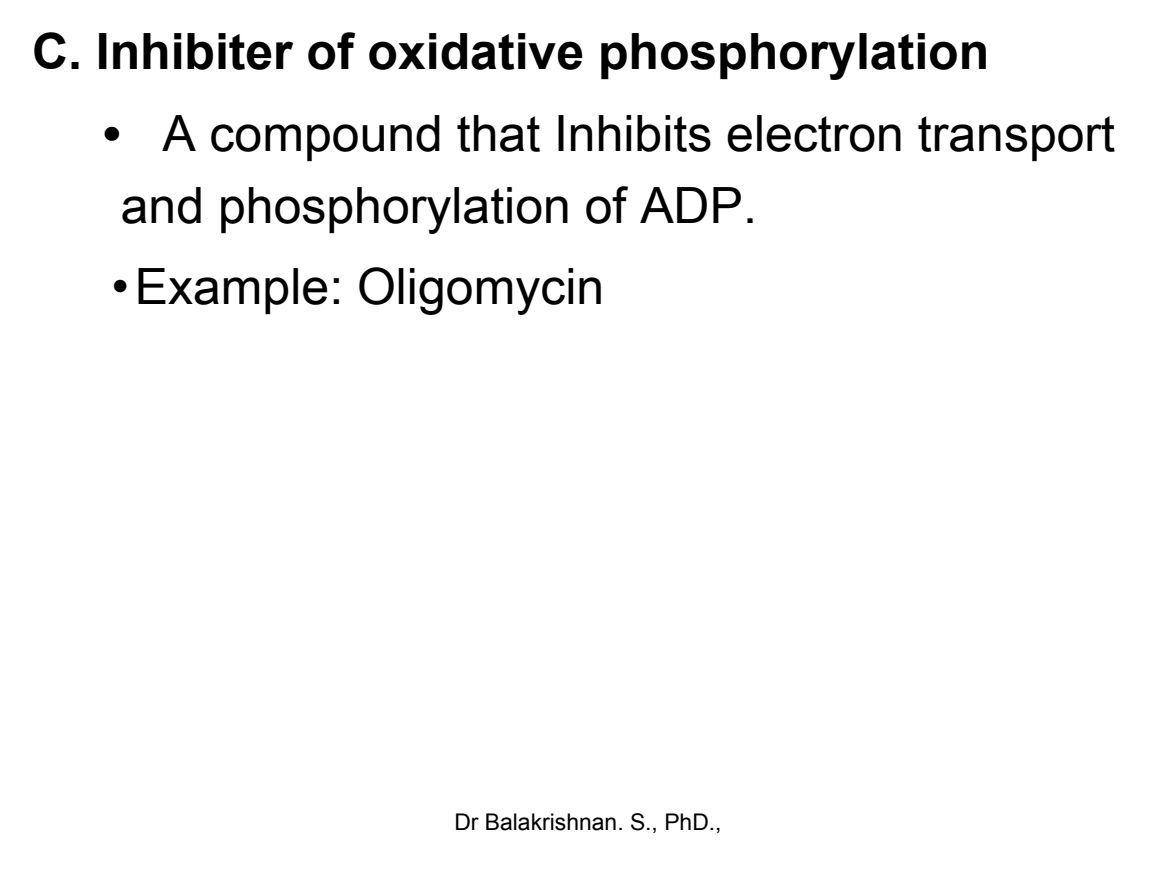 C. Inhibiter of oxidative phosphorylation
• A compound that Inhibits electron transport
and phosphorylation of ADP.
•Example: Oligomycin
Dr Balakrishnan. S., PhD.,